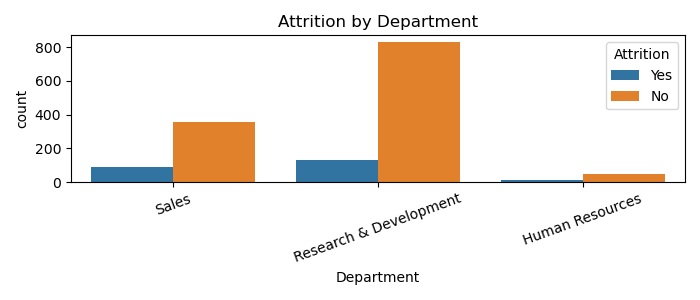 Attrition by Department
count
800
600
400
200
0
Attrition
Yes
No
Sales
Research & Development
Human Resources
Department